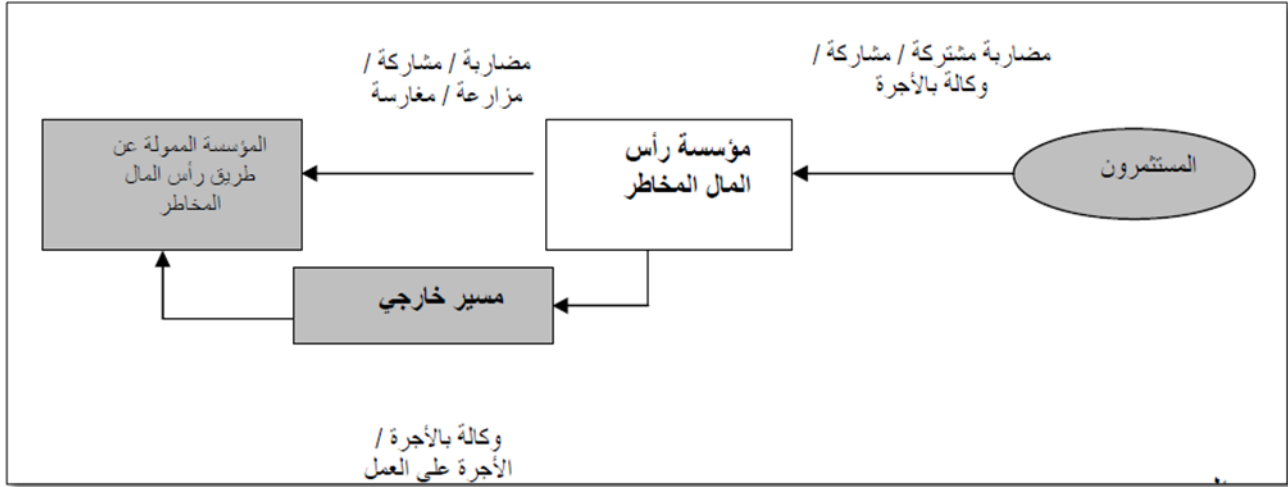 مضاربة مشتركة / مشاركة /
وكالة بالأجرة
مضاربة / مشاركة /
مزارعة / مغارسة
المستثمرون
مؤسسة رأس
المال المخاطر
المؤسسة الممولة عن
طريق رأس المال
المخاطر
مسير خارجي
وكالة بالأجرة /
الأجرة على العمل